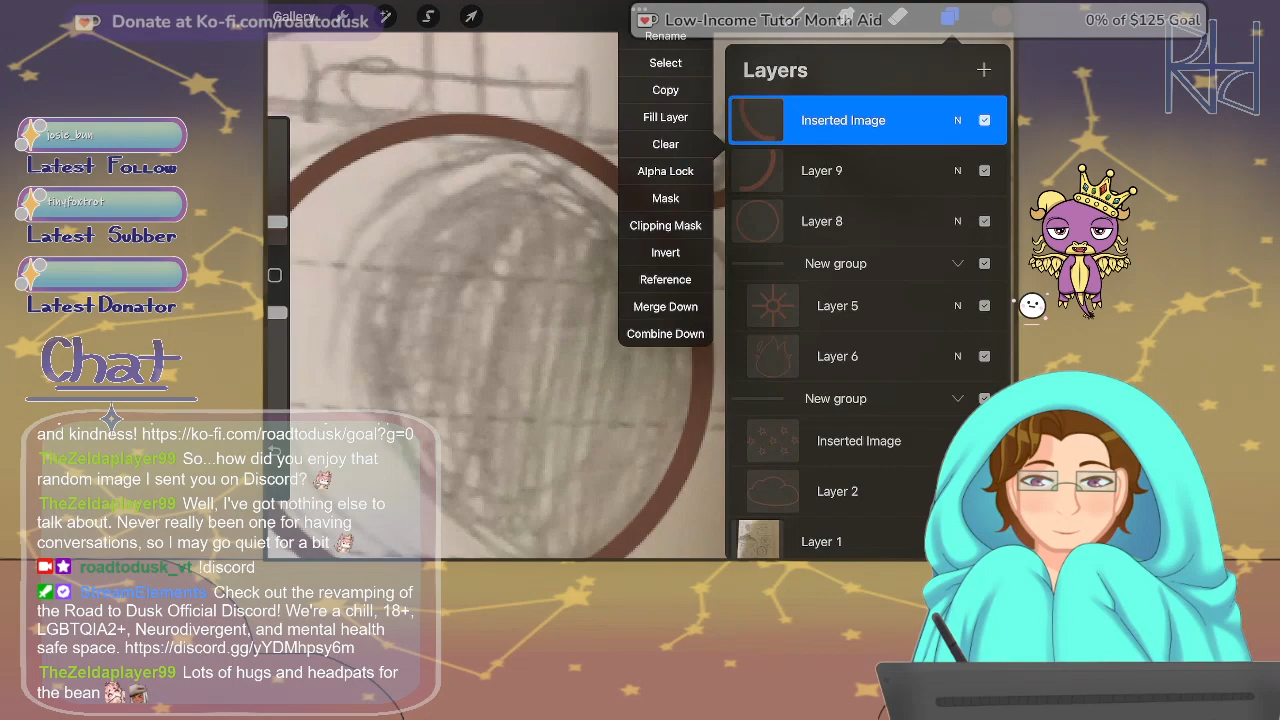 Donate at Ko-fi.com/roadtodusk
Gallery
Low-Income Tutor Month Aid
0% of $125 Goal
josie_bun
Latest Follow
tinyfoxtrot
Latest Subber
Latest Donator
Chat
and kindness! https://ko-fi.com/roadtodusk/goal?g=0
TheZeldaplayer99 So...how did you enjoy that
random image I sent you on Discord?
TheZeldaplayer99 Well, I've got nothing else to
talk about. Never really been one for having
conversations, so I may go quiet for a bit
roadtodusk_vt !discord
StreamElements Check out the revamping of
the Road to Dusk Official Discord! We're a chill, 18+,
LGBTQIA2+, Neurodivergent, and mental health
safe space. https://discord.gg/yYDMhpsy6m
TheZeldaplayer99 Lots of hugs and headpats for
the bean
Rename
Select
Copy
Fill Layer
Clear
Alpha Lock
Mask
Clipping Mask
Invert
Reference
Merge Down
Combine Down
Layers
Inserted Image N
Layer 9 N
Layer 8 N
New group
Layer 5 N
Layer 6 N
New group
Inserted Image
Layer 2
Layer 1